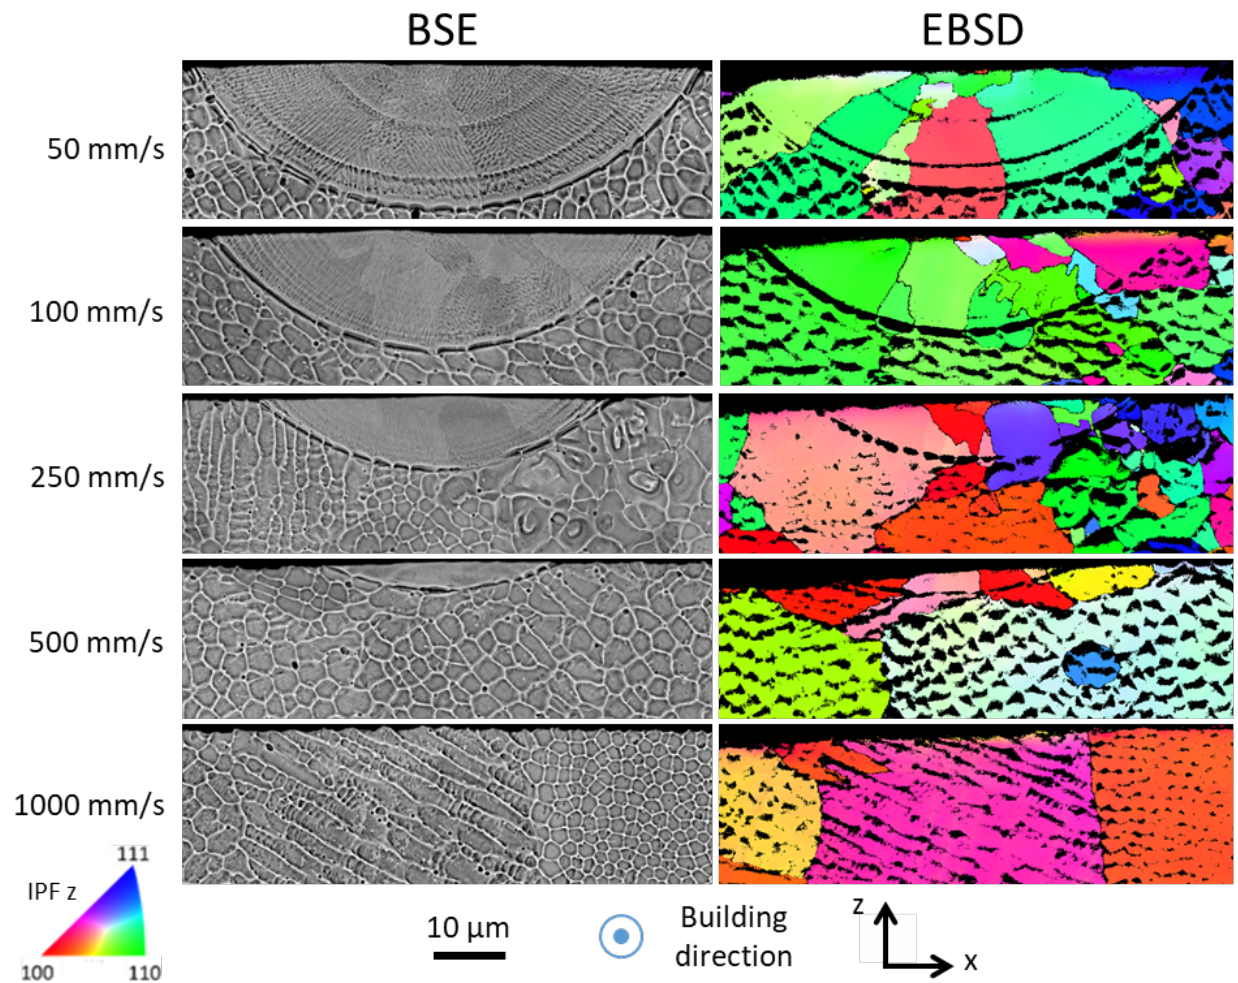 BSE
EBSD
50 mm/s
100 mm/s
250 mm/s
500 mm/s
1000 mm/s
111
IPF z
100
110
10 µm
Building
direction
z
x